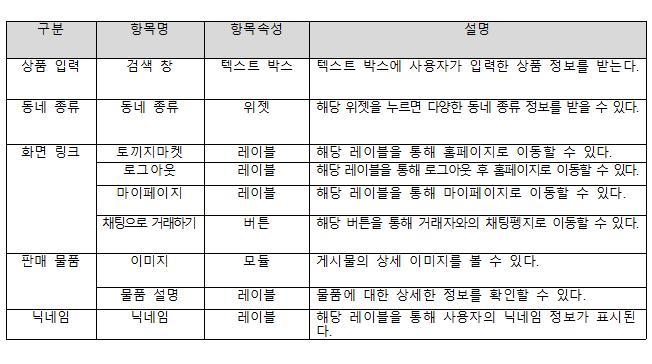 구분 항목명 항목속성 설명
상품 입력 검색 창 텍스트 박스 텍스트 박스에 사용자가 입력한 상품 정보를 받는다.
동네 종류 동네 종류 위젯 해당 위젯을 누르면 다양한 동네 종류 정보를 받을 수 있다.
화면 링크 토끼지마켓 레이블 해당 레이블을 통해 홈페이지로 이동할 수 있다.
로그아웃 레이블 해당 레이블을 통해 로그아웃 후 홈페이지로 이동할 수 있다.
마이페이지 레이블 해당 레이블을 통해 마이페이지로 이동할 수 있다.
채팅으로 거래하기 버튼 해당 버튼을 통해 거래자와의 채팅펭지로 이동할 수 있다.
판매 물품 이미지 모듈 게시물의 상세 이미지를 볼 수 있다.
물품 설명 레이블 물품에 대한 상세한 정보를 확인할 수 있다.
닉네임 닉네임 레이블 해당 레이블을 통해 사용자의 닉네임 정보가 표시된
다.